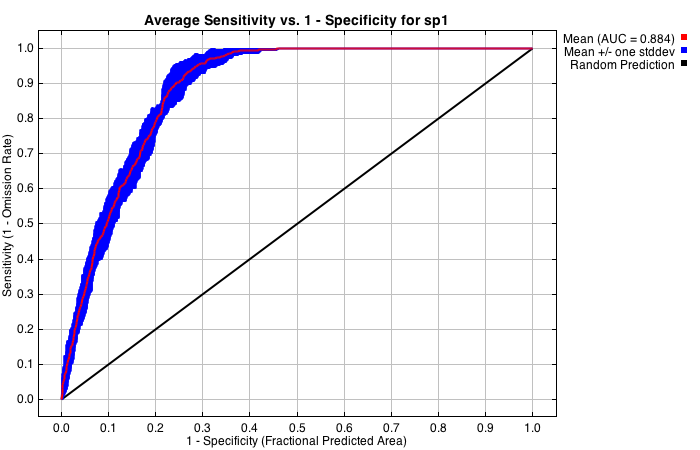 Average Sensitivity vs. 1 - Specificity for sp1
Mean (AUC = 0.884)
Mean +/- one stddev
Random Prediction
Sensitivity (1 - Omission Rate)
1.0
0.9
0.8
0.7
0.6
0.5
0.4
0.3
0.2
0.1
0.0
0.0 0.1 0.2 0.3 0.4 0.5 0.6 0.7 0.8 0.9 1.0
1 - Specificity (Fractional Predicted Area)